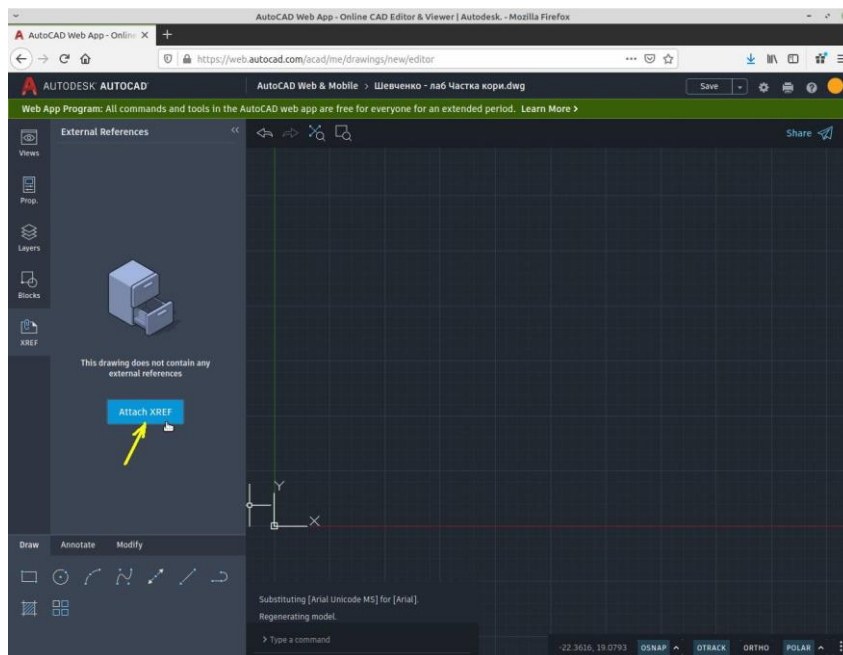 AutoCAD Web App - Online CAD Editor & Viewer | Autodesk. - Mozilla Firefox
AutoCAD Web App - Online
https://web.autocad.com/acad/me/drawings/new/editor
AUTODESK AUTOCAD
AutoCAD Web & Mobile > Шевченко - лаб Частка кори.dwg
Save
Web App Program: All commands and tools in the AutoCAD web app are free for everyone for an extended period. Learn More >
External References
Share
Views
Prop.
Layers
Blocks
XREF
This drawing does not contain any
external references
Attach XREF
Y
X
Draw Annotate Modify
Substituting [Arial Unicode MS] for [Arial].
Regenerating model.
> Type a command
-22.3616, 19.0793 OSNAP OTRACK ORTHO POLAR